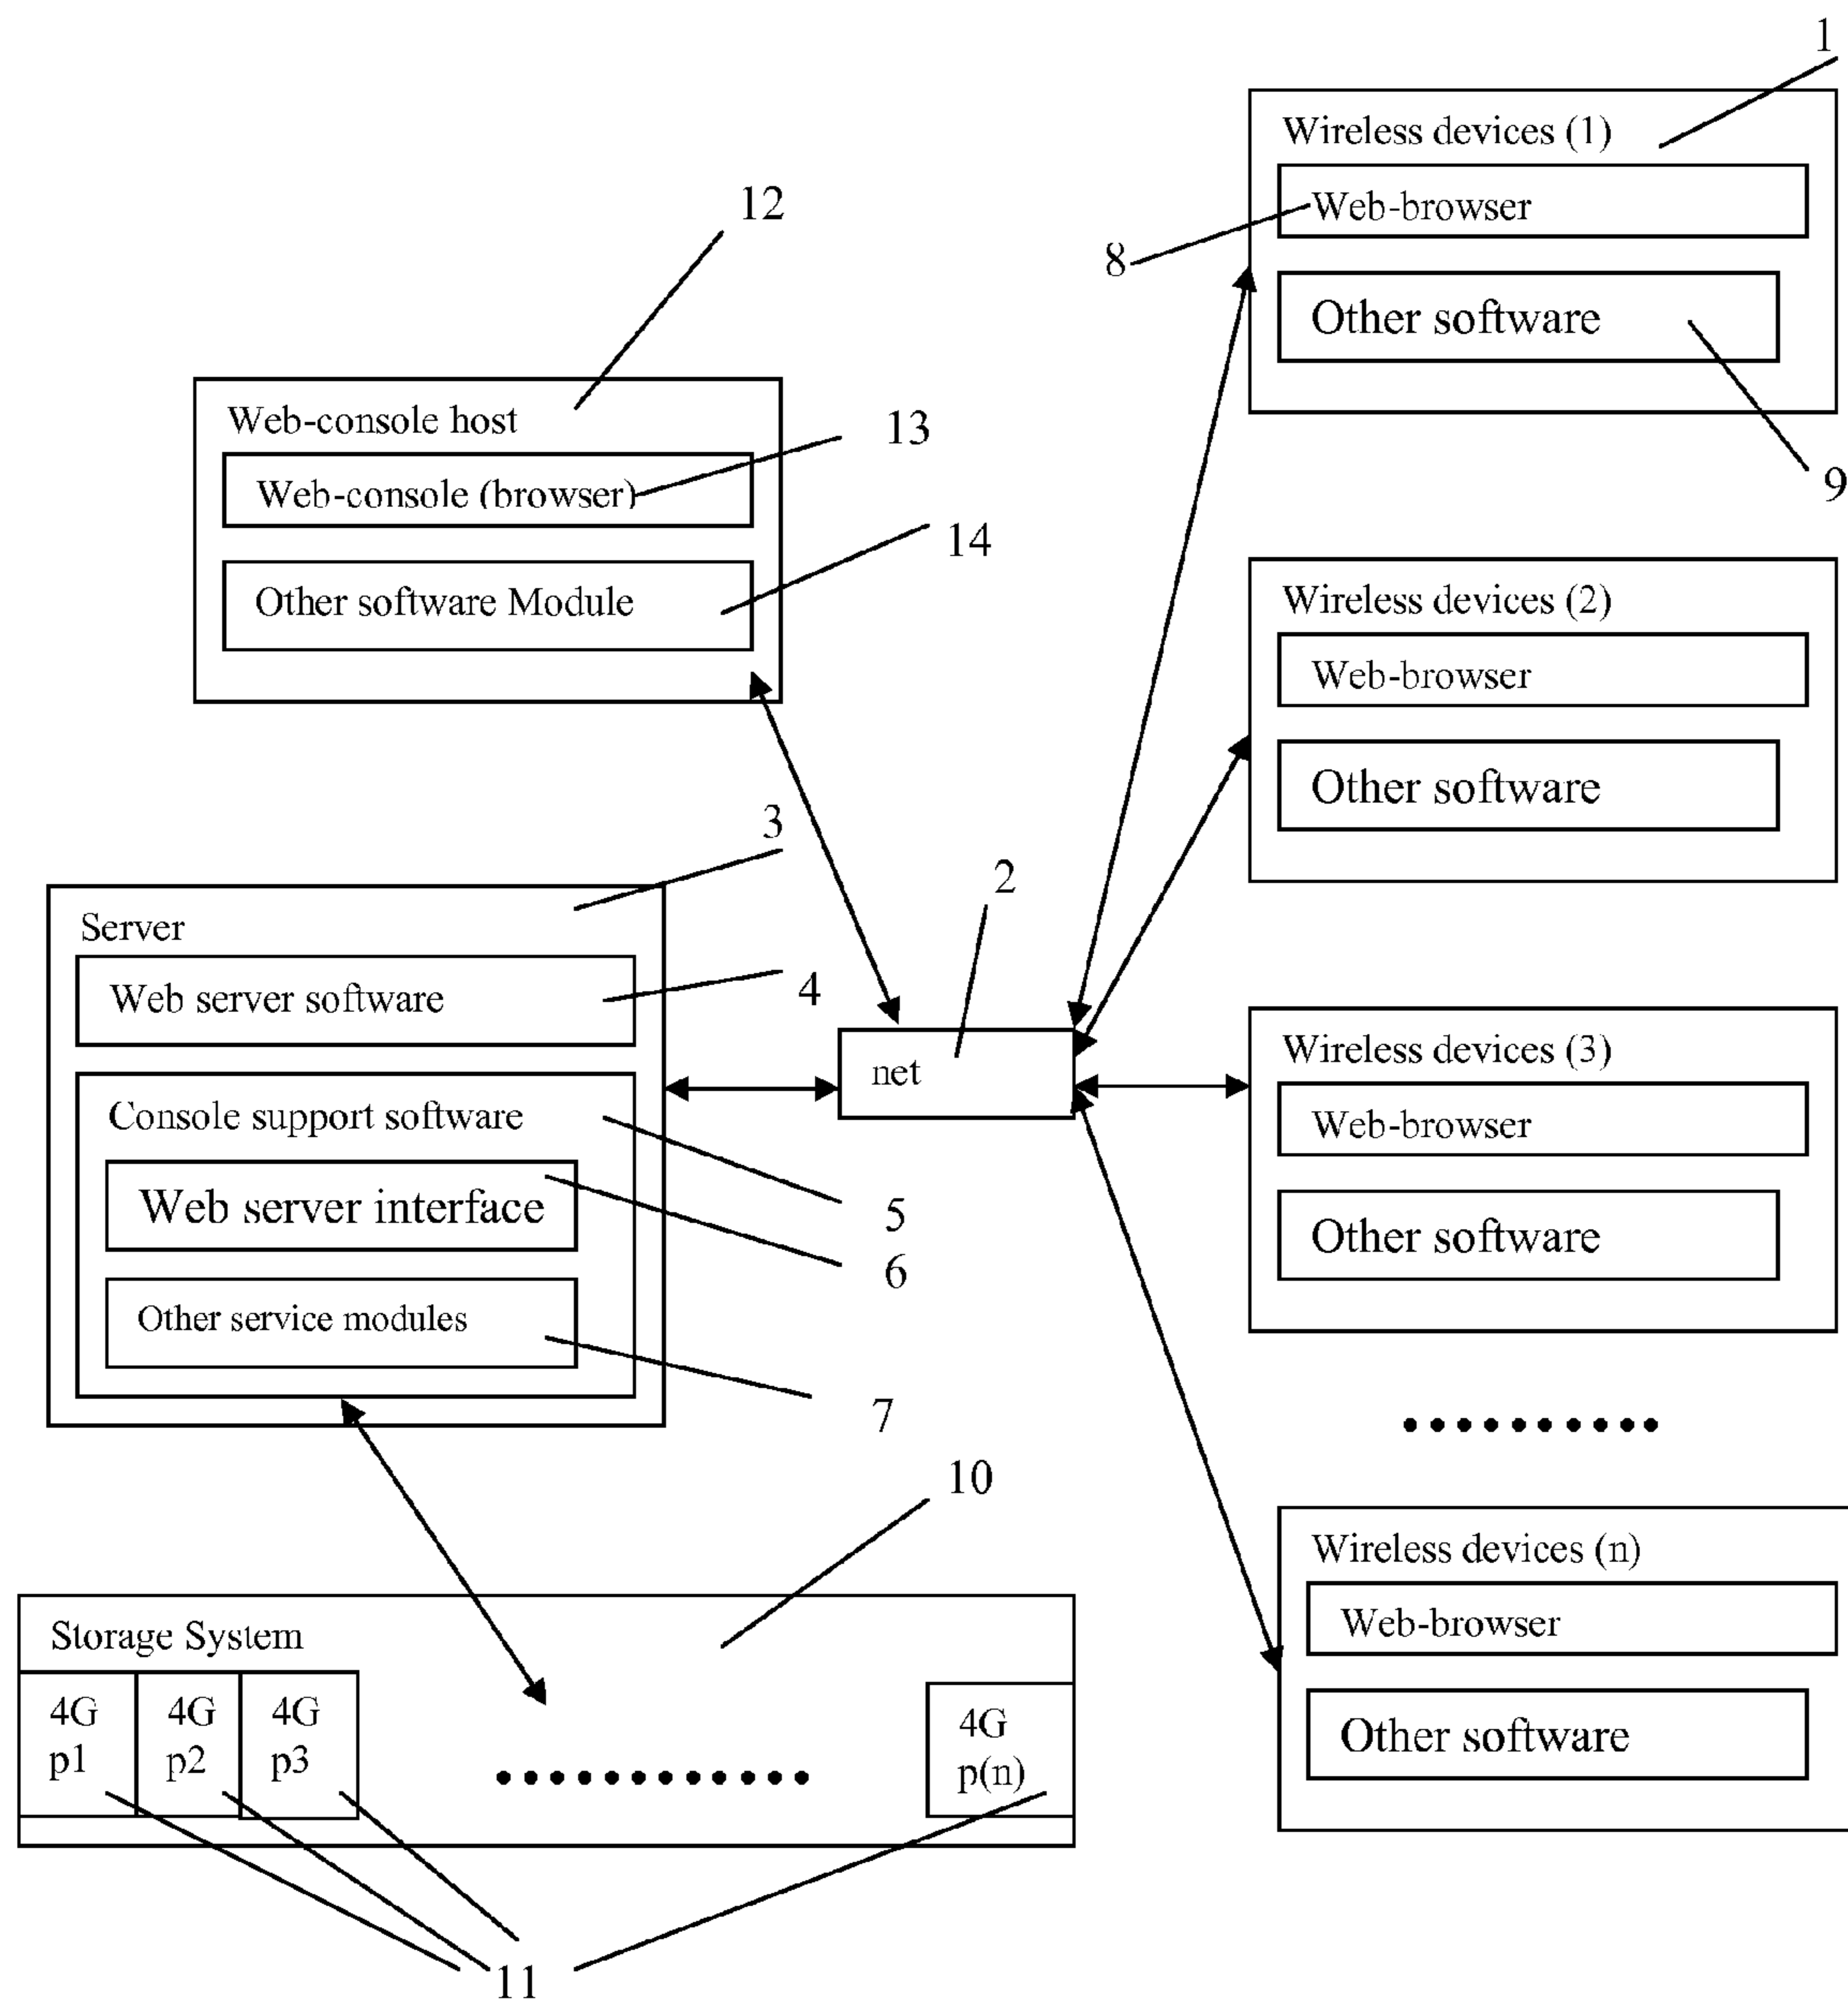 1
Wireless devices (1)
Web-browser
8
Other software
9
12
Web-console host
13
Web-console (browser)
14
Other software Module
Wireless devices (2)
Web-browser
Other software
3
Server
4
Web server software
2
net
Console support software
5
Web server interface
6
Other service modules
7
Wireless devices (3)
Web-browser
Other software
10
Storage System
4G
p1
4G
p2
4G
p3
4G
p(n)
11
Wireless devices (n)
Web-browser
Other software